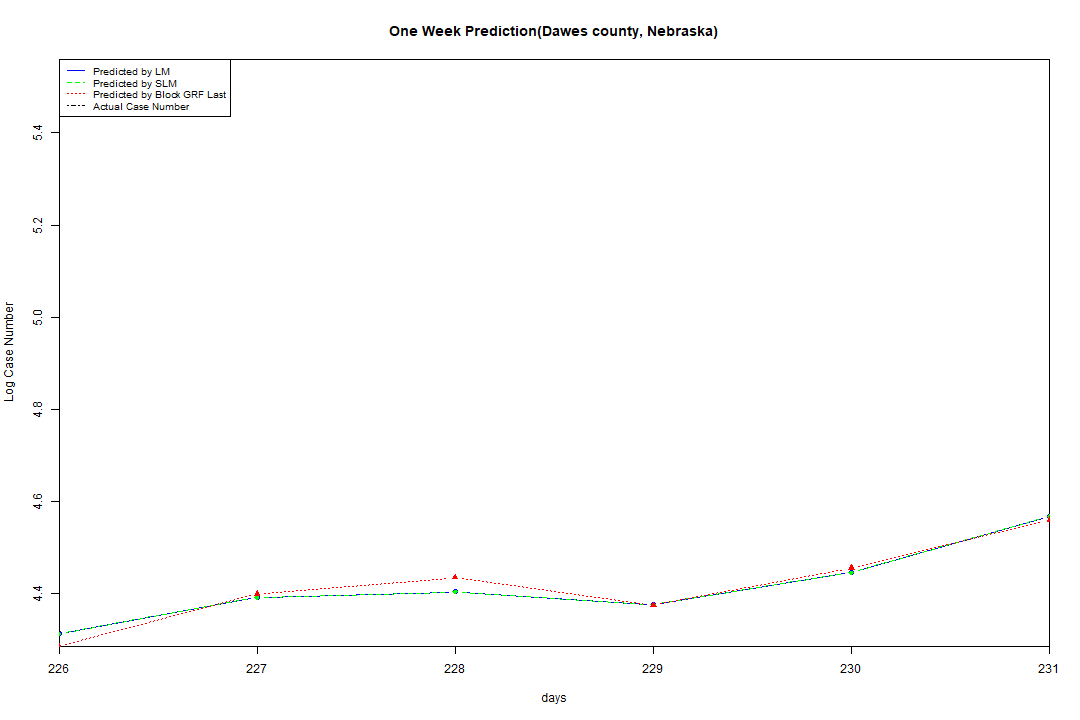 One Week Prediction(Dawes county, Nebraska)
Predicted by LM
Predicted by SLM
Predicted by Block GRF Last
Actual Case Number
5.4
5.2
5.0
4.8
4.6
4.4
Log Case Number
226 227 228 229 230 231
days